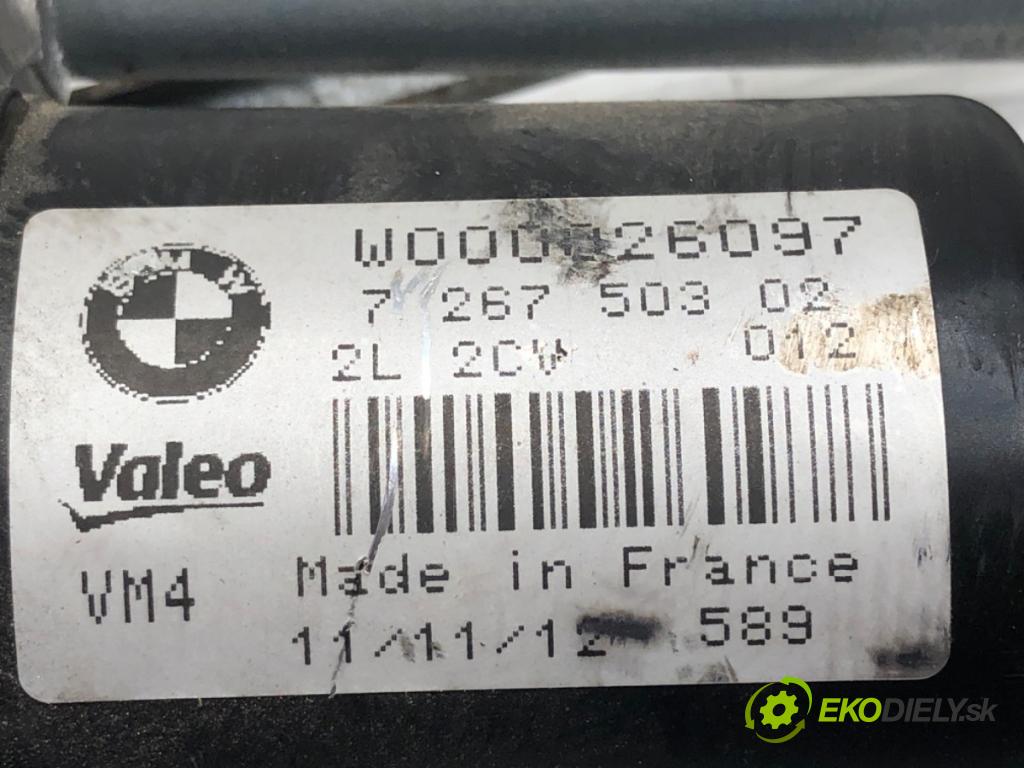 W000026097
7 267 503 02
2L 2CW 012
BMW
Valeo
VM4
Made in France
11/11/12 589
EKODIELY.sk